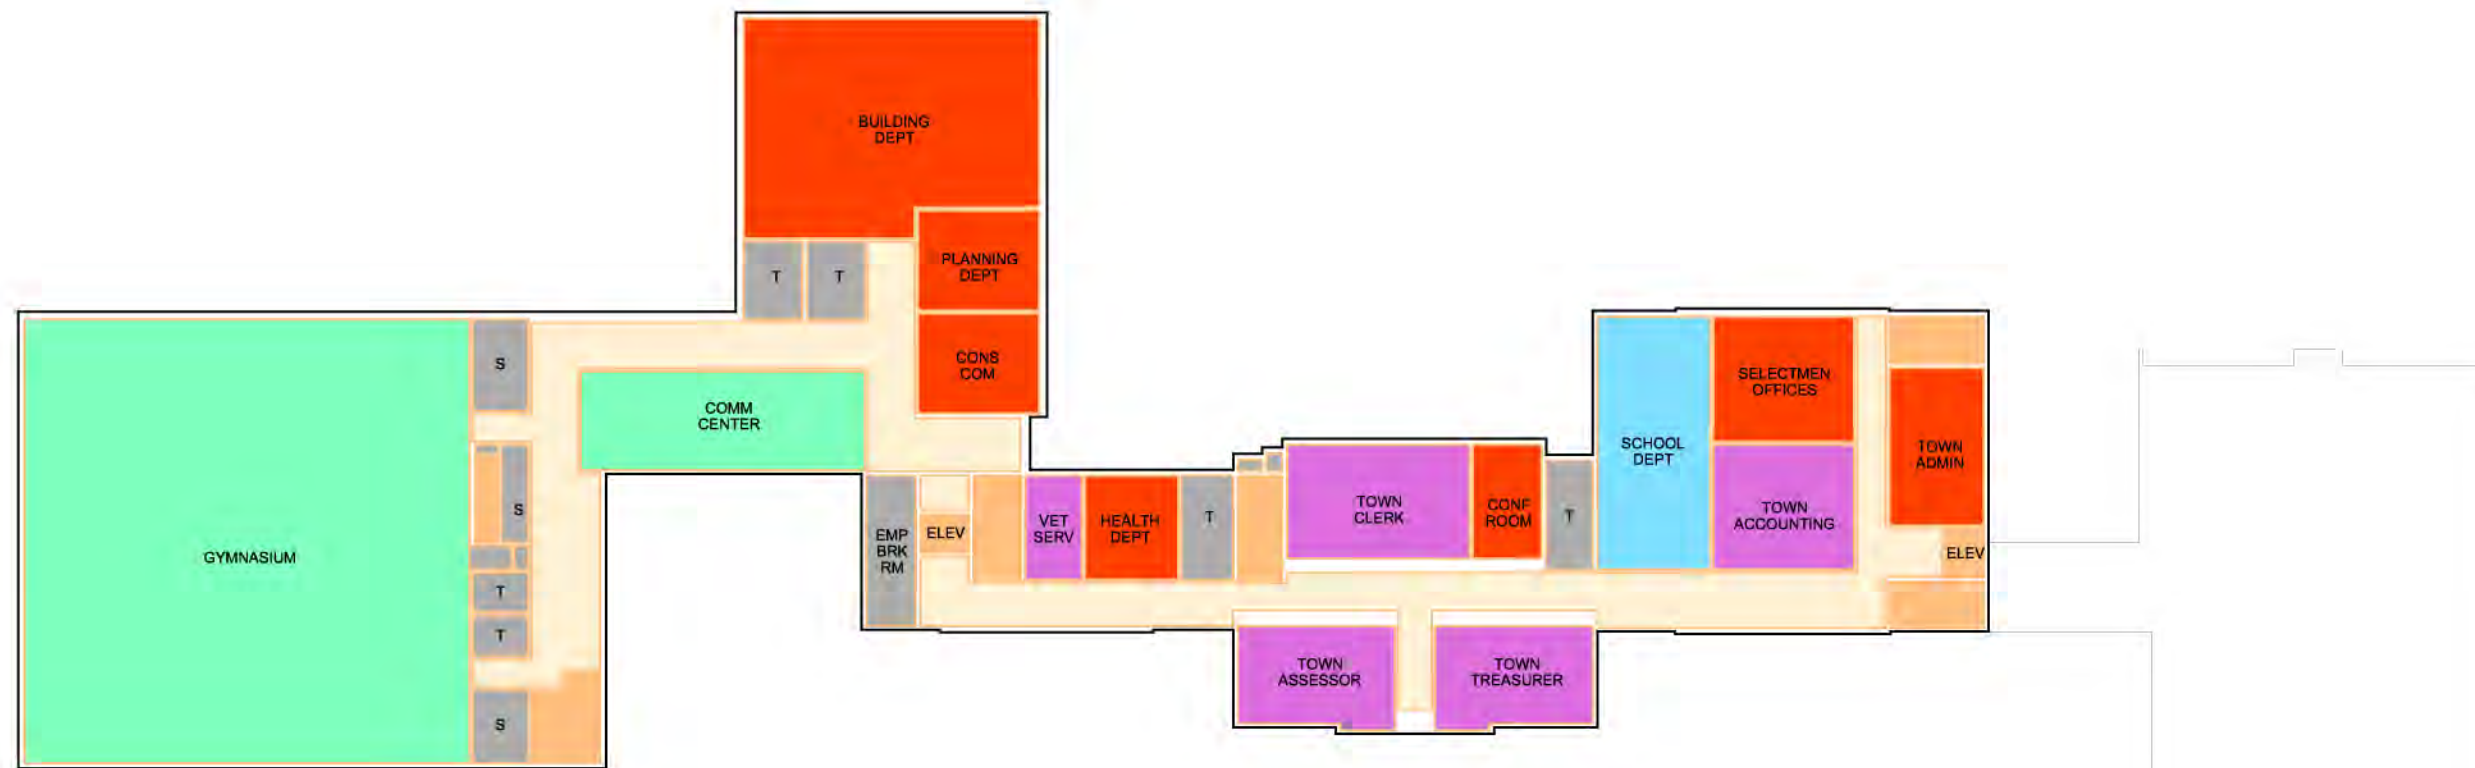 BUILDING
DEPT
PLANNING
DEPT
T
T
CONS
COM
S
COMM
CENTER
GYMNASIUM
S
T
T
S
EMP
BRK
RM
ELEV
VET
SERV
HEALTH
DEPT
T
TOWN
CLERK
CONF
ROOM
T
SCHOOL
DEPT
SELECTMEN
OFFICES
TOWN
ACCOUNTING
TOWN
ADMIN
ELEV
TOWN
ASSESSOR
TOWN
TREASURER